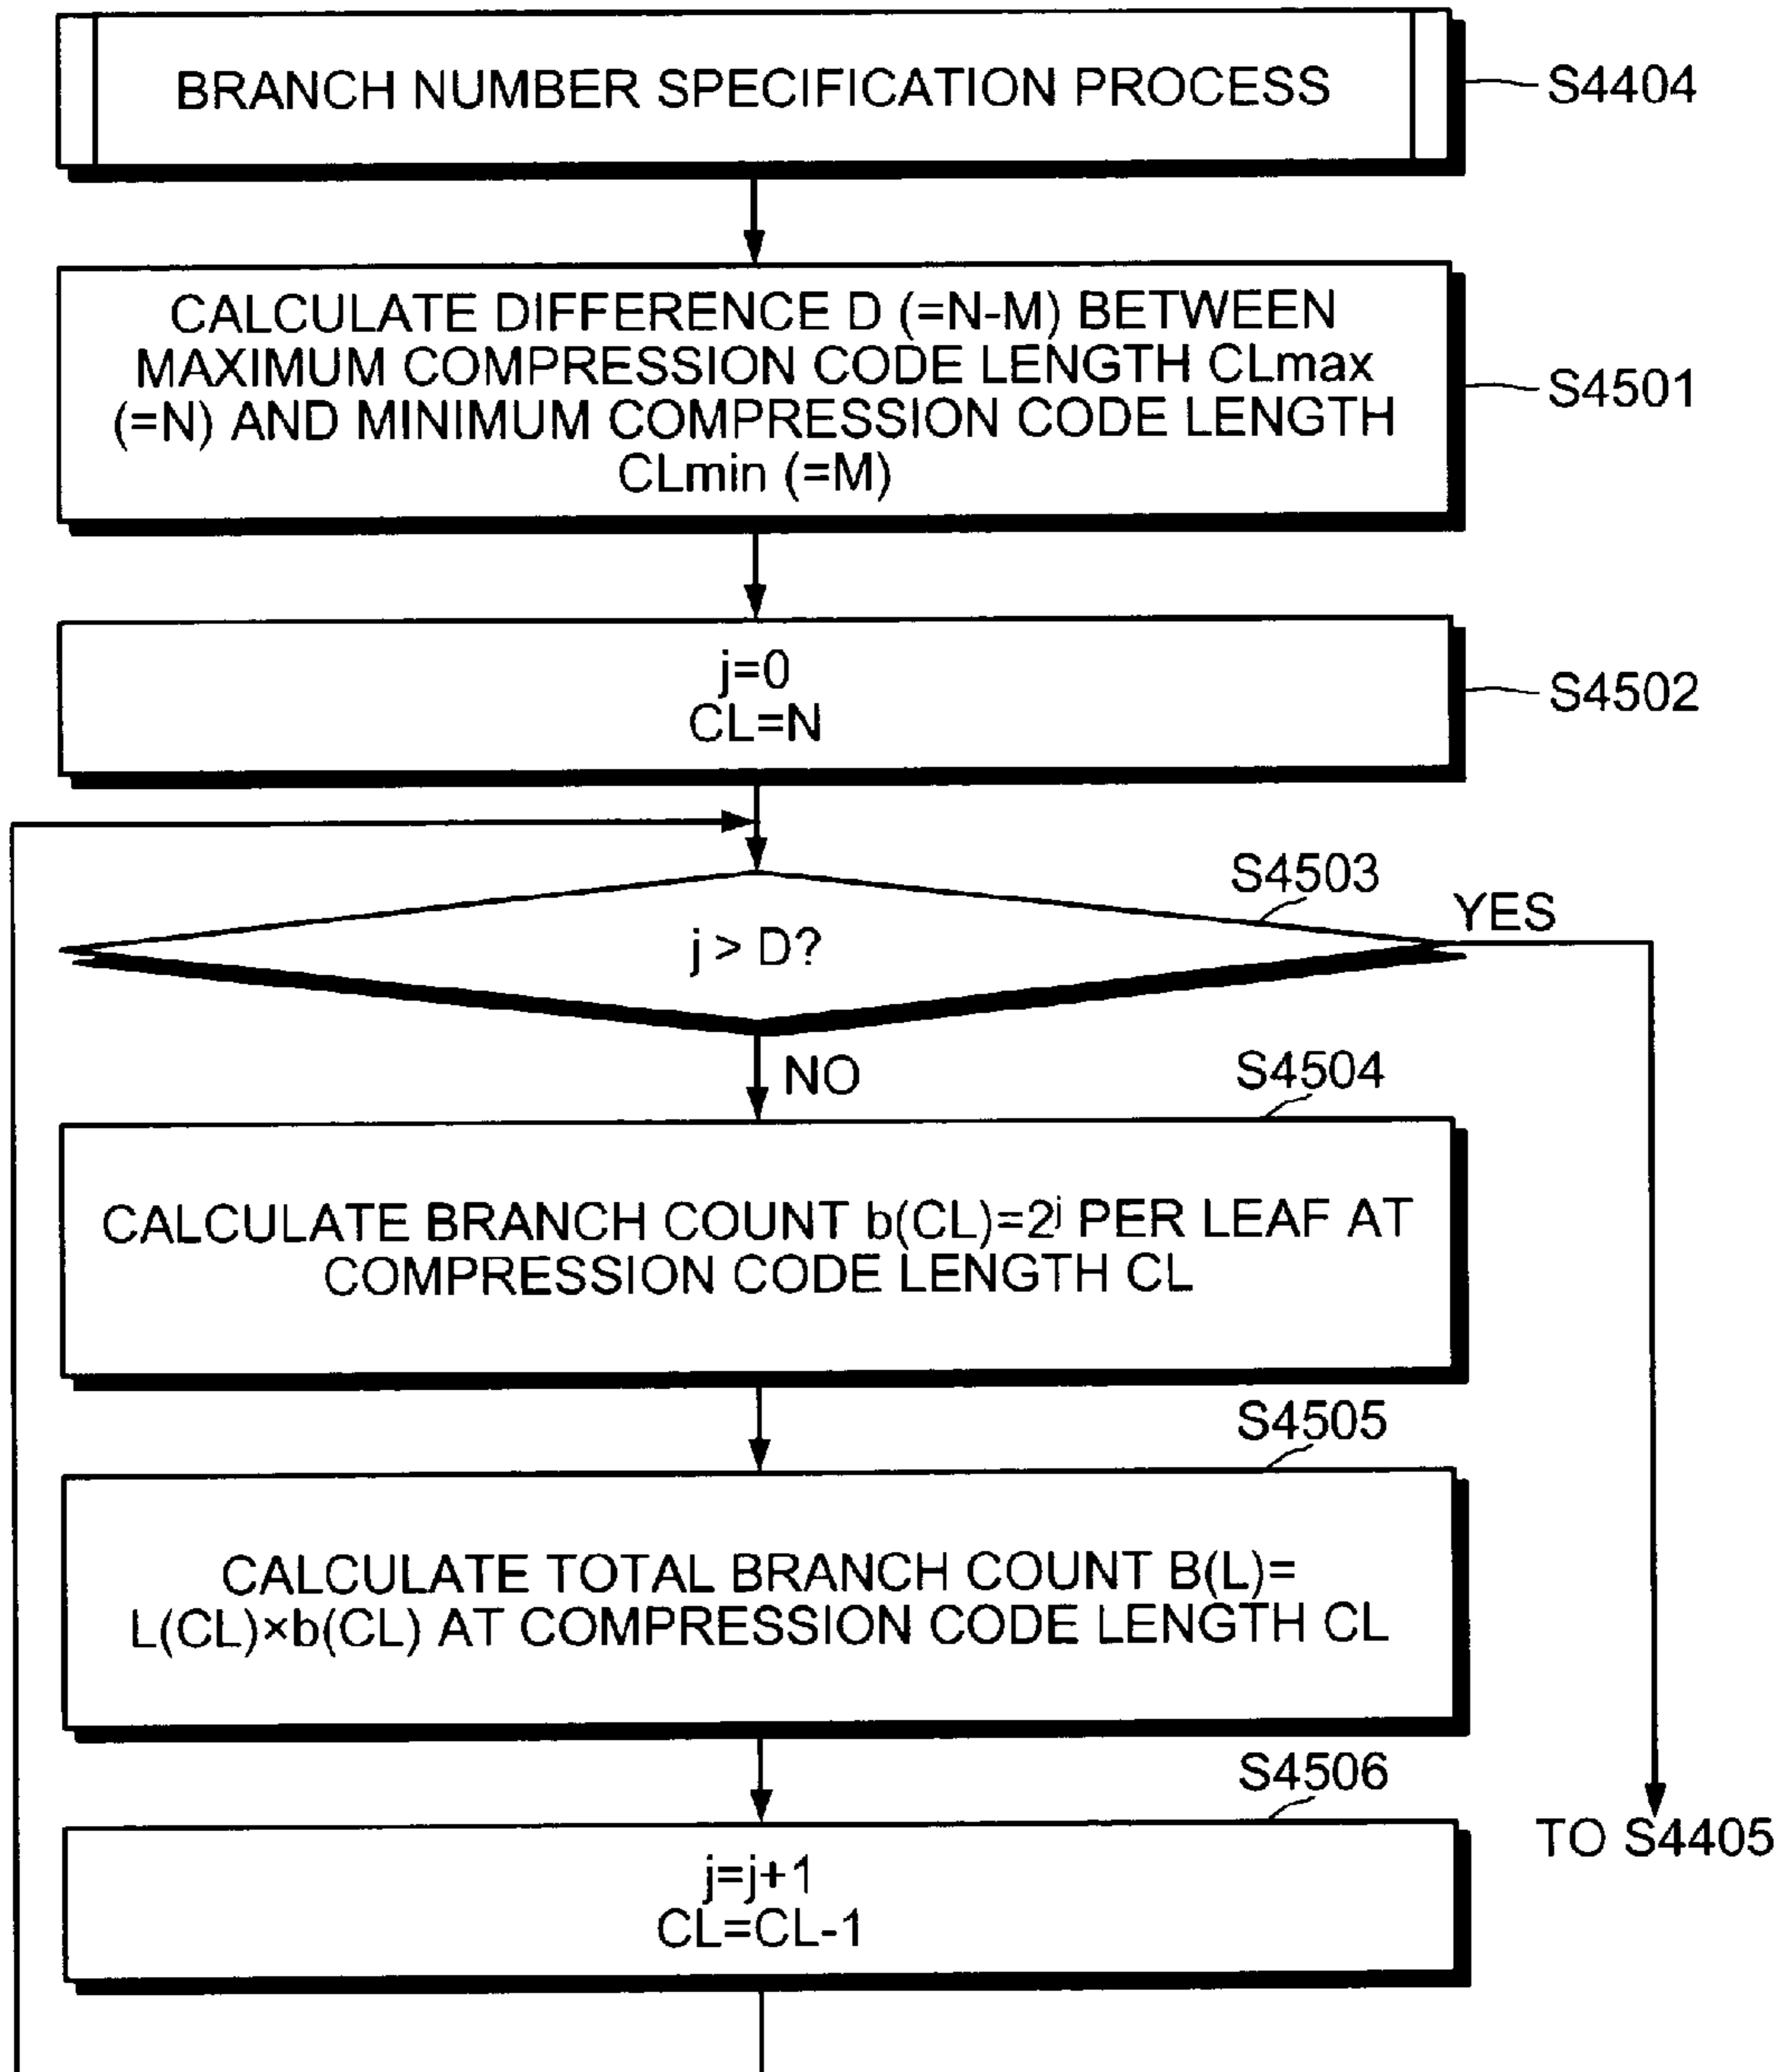 BRANCH NUMBER SPECIFICATION PROCESS
S4404
CALCULATE DIFFERENCE D (=N-M) BETWEEN
MAXIMUM COMPRESSION CODE LENGTH CLmax
(=N) AND MINIMUM COMPRESSION CODE LENGTH
CLmin (=M)
S4501
j=0
CL=N
S4502
S4503
j > D?
YES
NO
S4504
CALCULATE BRANCH COUNT b(CL)=2ʲ PER LEAF AT
COMPRESSION CODE LENGTH CL
S4505
CALCULATE TOTAL BRANCH COUNT B(L)=
L(CL)×b(CL) AT COMPRESSION CODE LENGTH CL
S4506
j=j+1
CL=CL-1
TO S4405